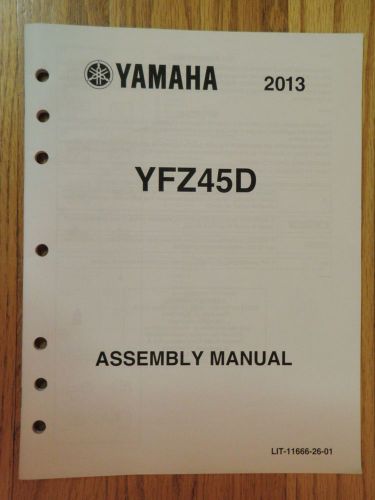 YAMAHA 2013
YFZ45D
ASSEMBLY MANUAL
LIT-11666-26-01